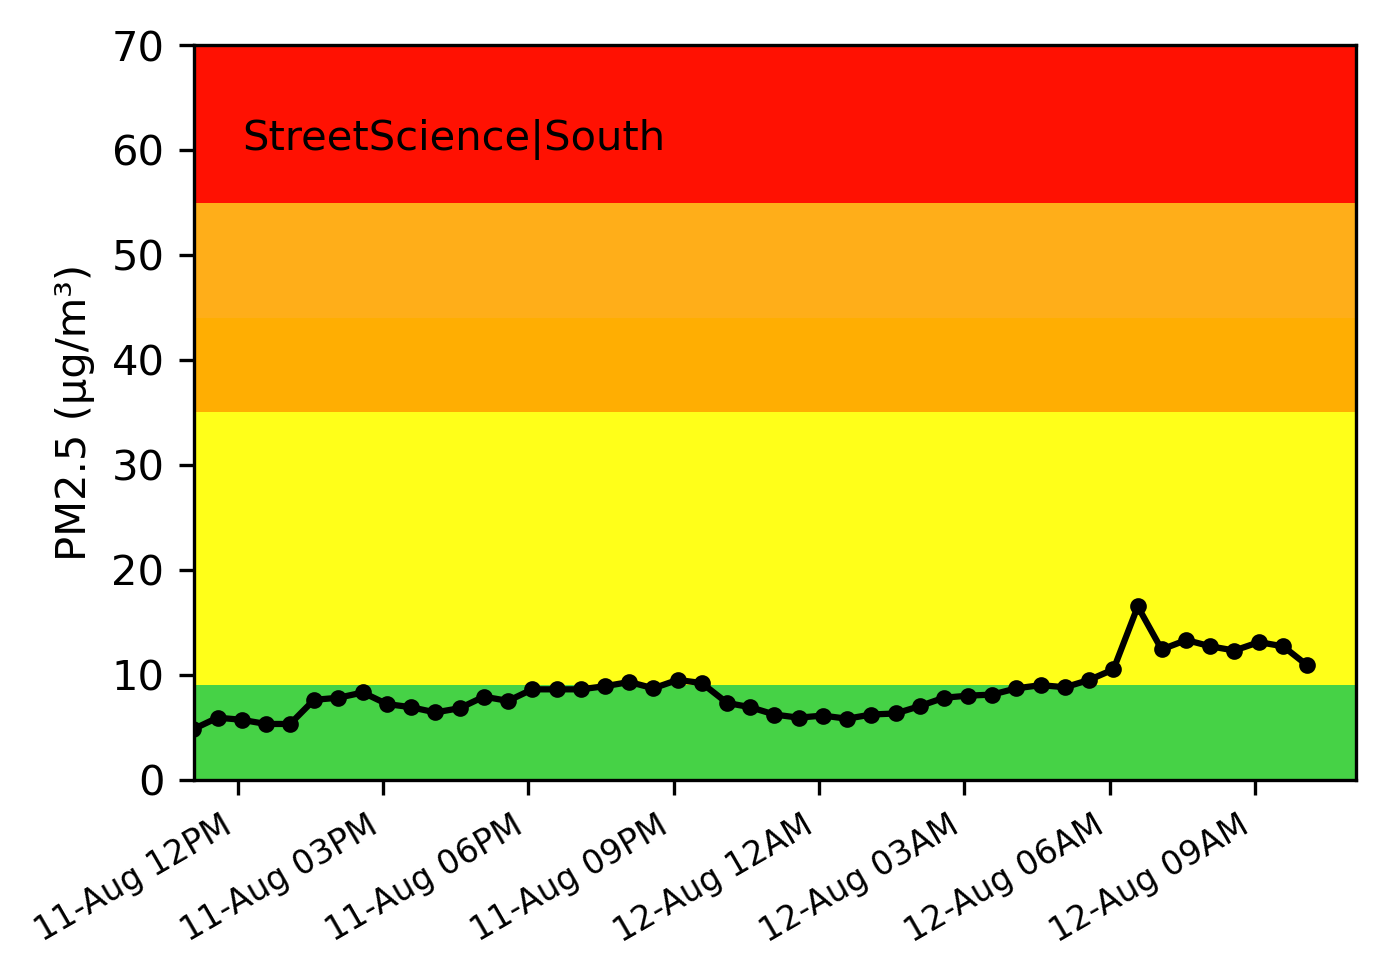 70
StreetScience|South
60
50
40
30
20
10
0
PM2.5 (µg/m³)
11-Aug 12PM
11-Aug 03PM
11-Aug 06PM
11-Aug 09PM
12-Aug 12AM
12-Aug 03AM
12-Aug 06AM
12-Aug 09AM